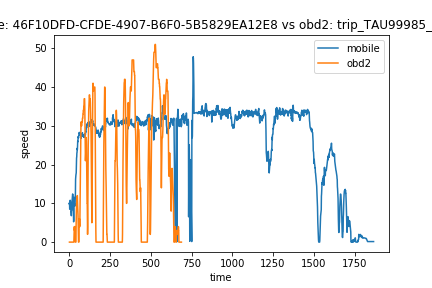 e: 46F10DFD-CFDE-4907-B6F0-5B5829EA12E8 vs obd2: trip_TAU99985_
mobile
obd2
50
40
30
20
10
0
speed
0 250 500 750 1000 1250 1500 1750
time